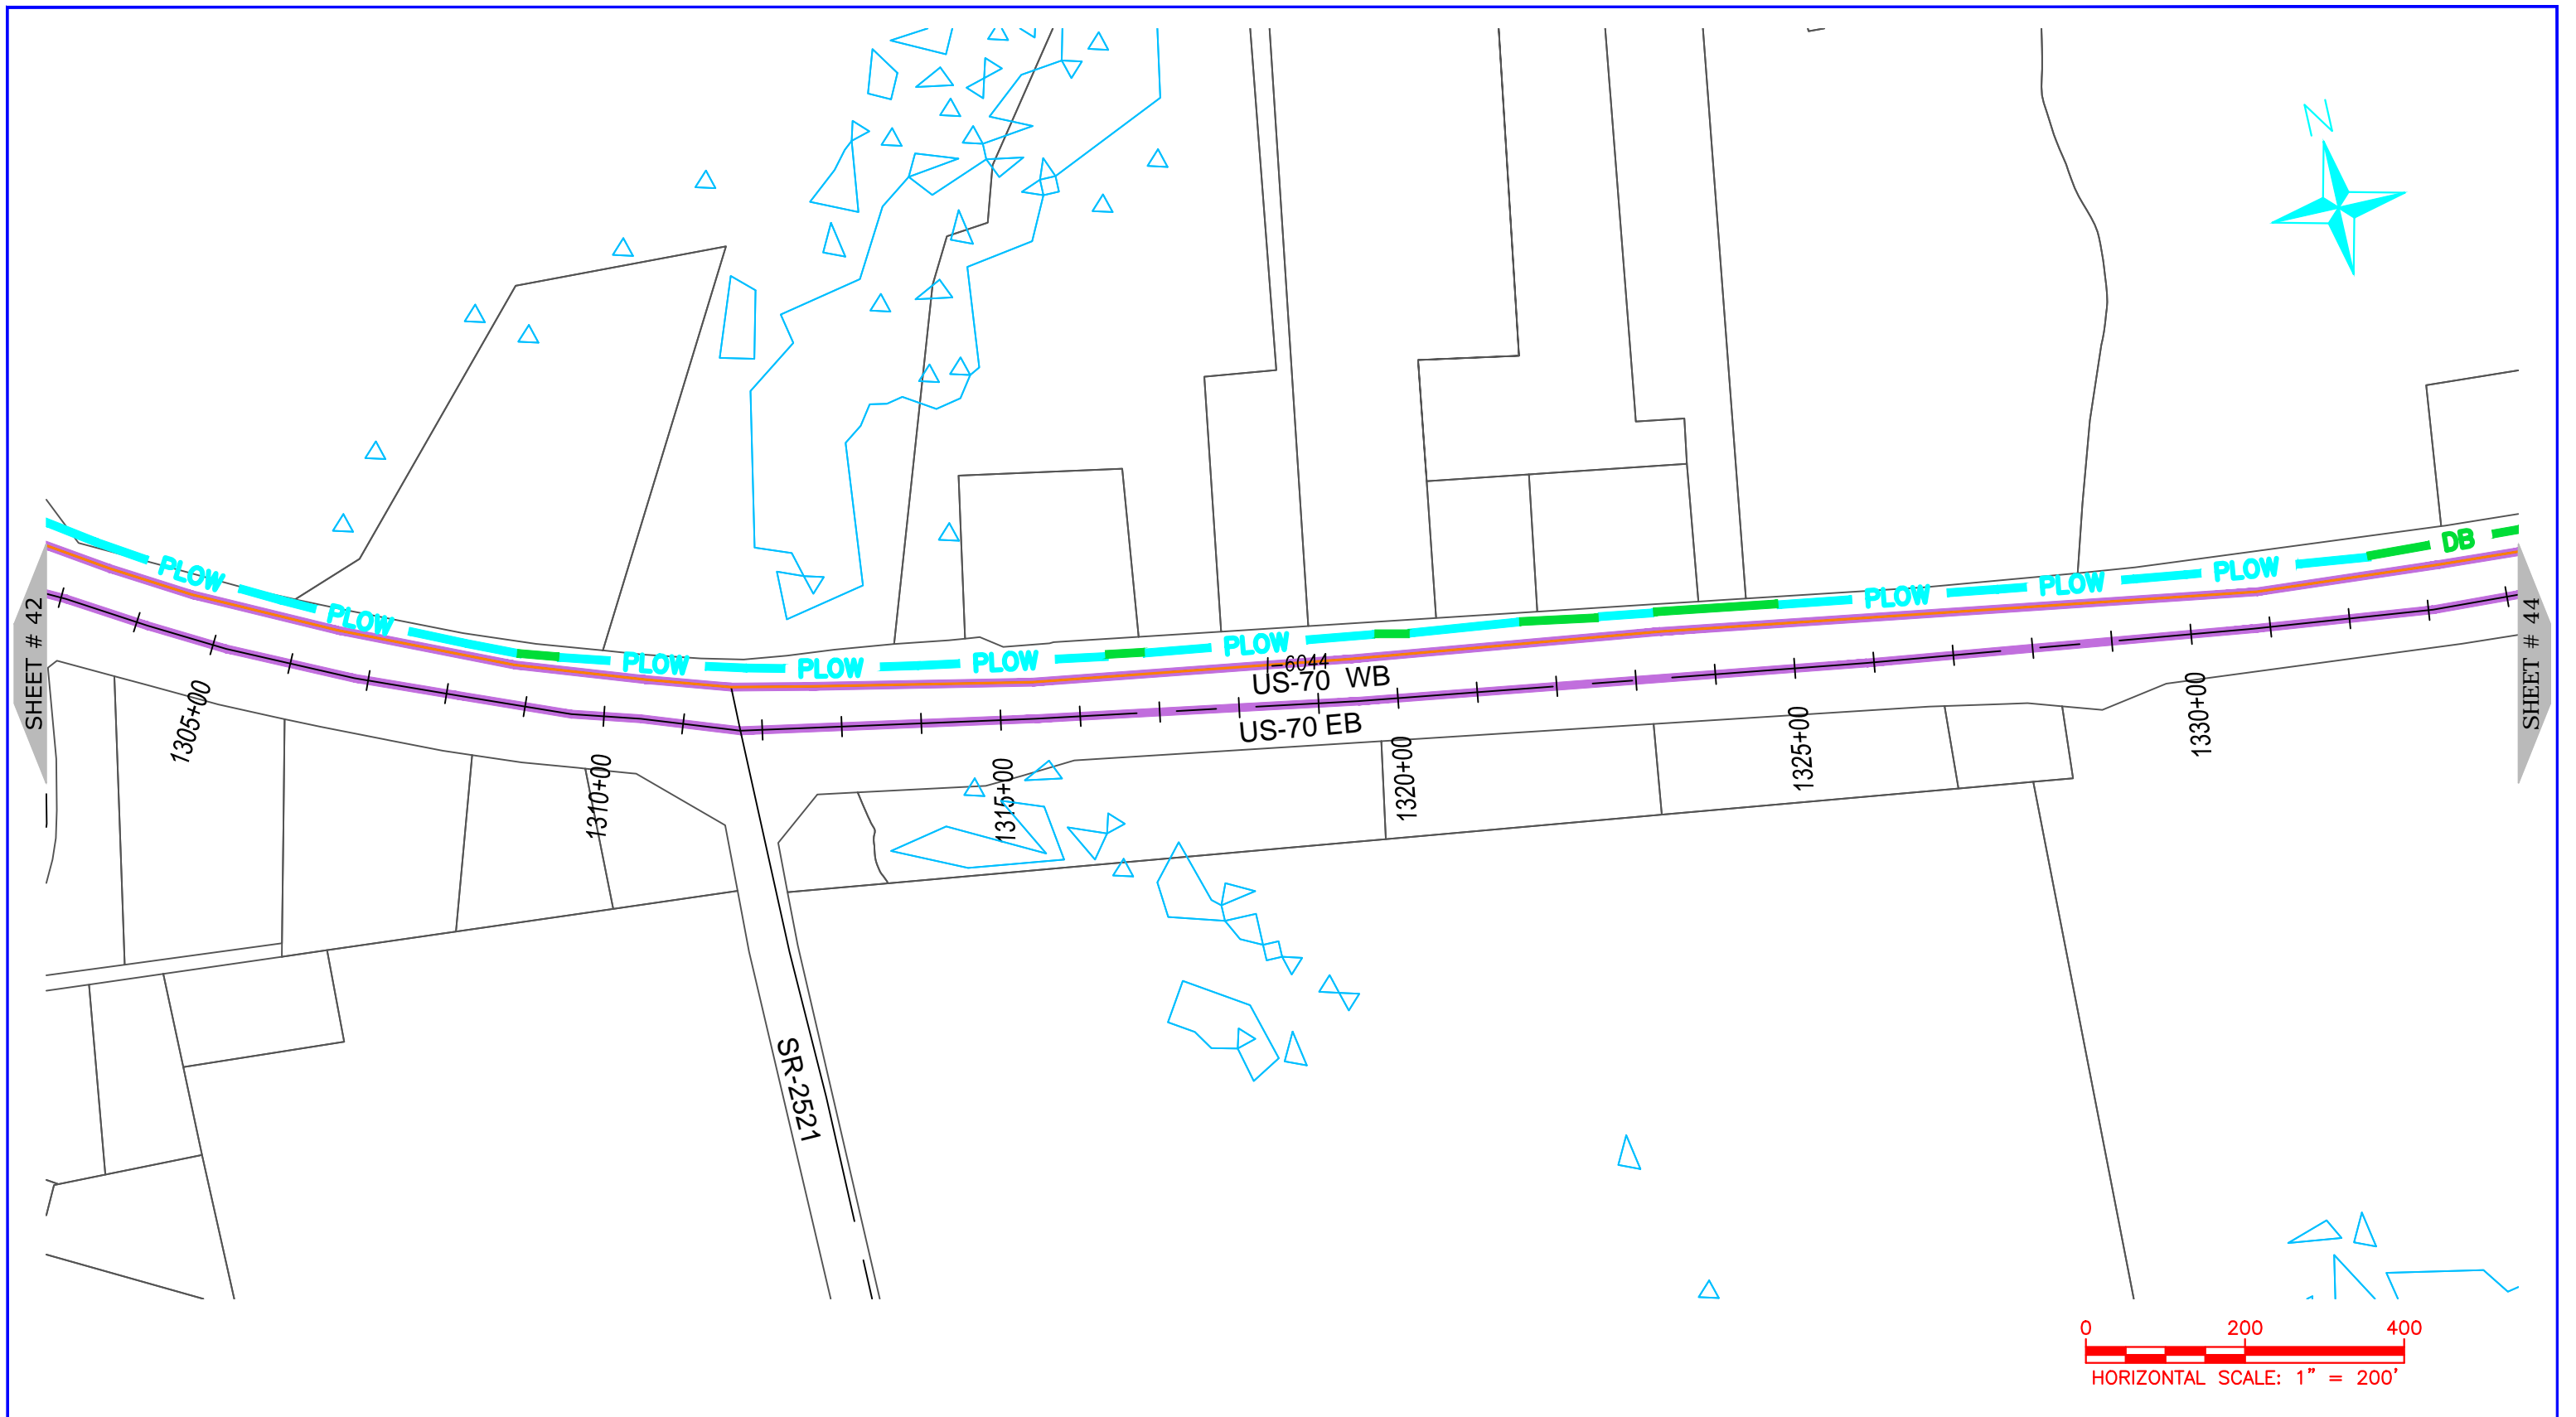 N
SHEET # 42
SHEET # 44
PLOW
PLOW
PLOW
PLOW
PLOW
PLOW
PLOW
PLOW
PLOW
DB
I-6044
US-70 WB
US-70 EB
1305+00
1310+00
1315+00
1320+00
1325+00
1330+00
SR-2521
0 200 400
HORIZONTAL SCALE: 1" = 200'